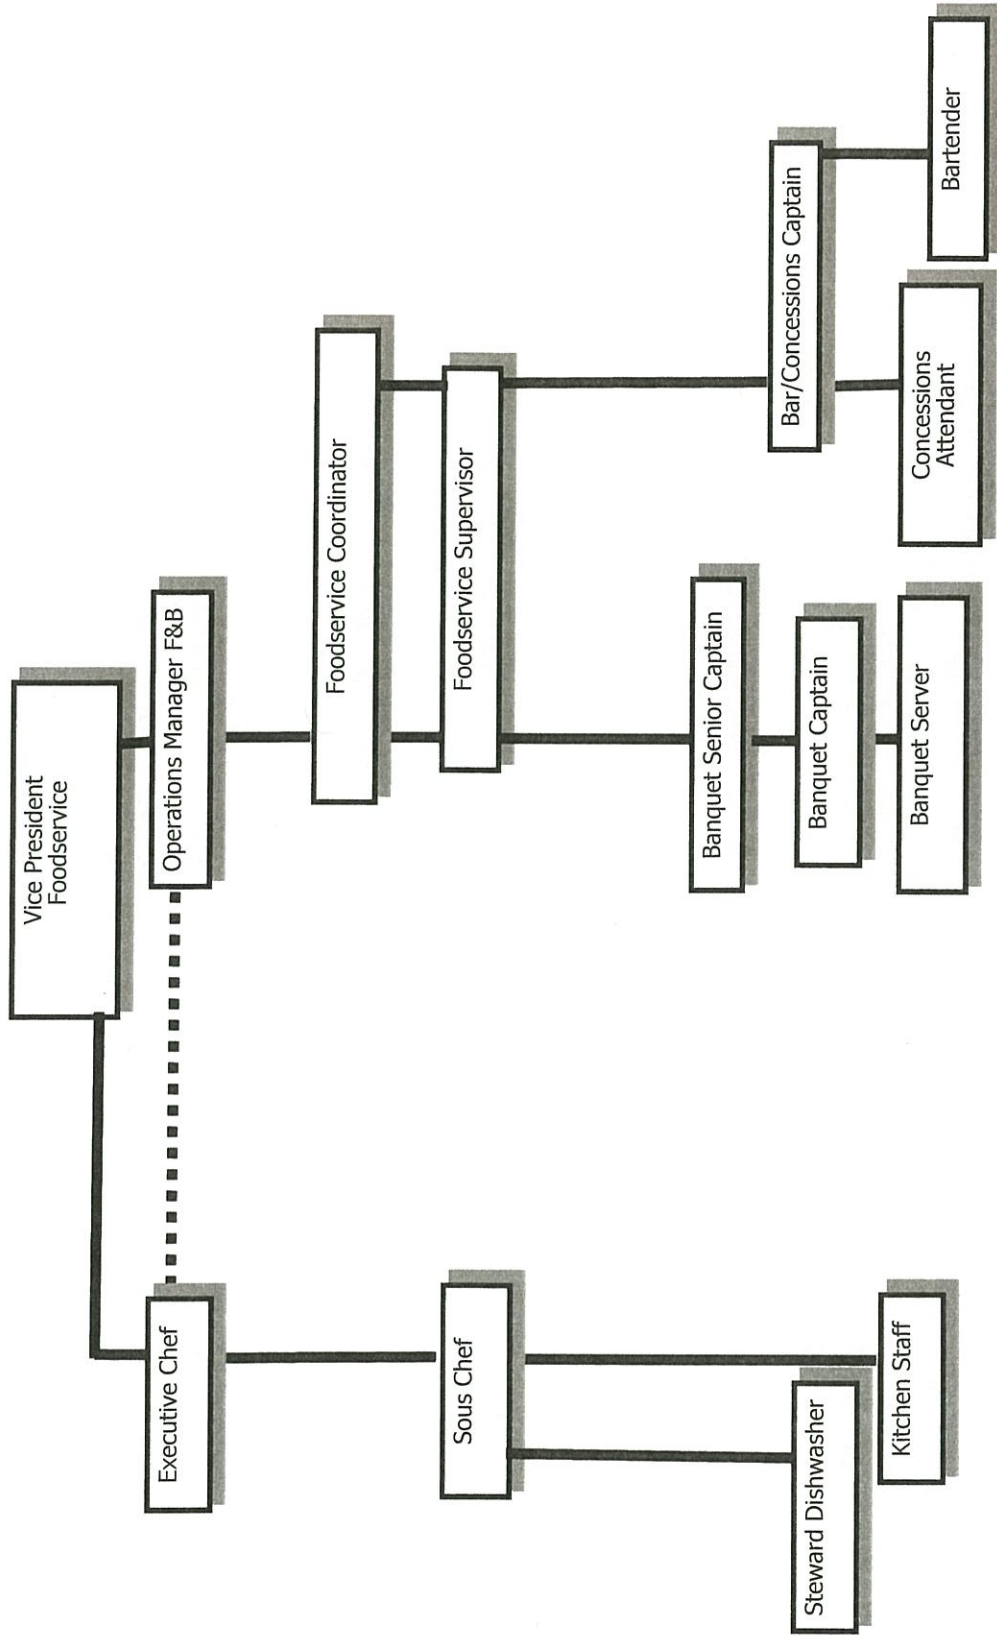 Vice President
Foodservice
Executive Chef
Operations Manager F&B
Foodservice Coordinator
Sous Chef
Foodservice Supervisor
Banquet Senior Captain
Bar/Concessions Captain
Steward Dishwasher
Banquet Captain
Kitchen Staff
Banquet Server
Concessions
Attendant
Bartender